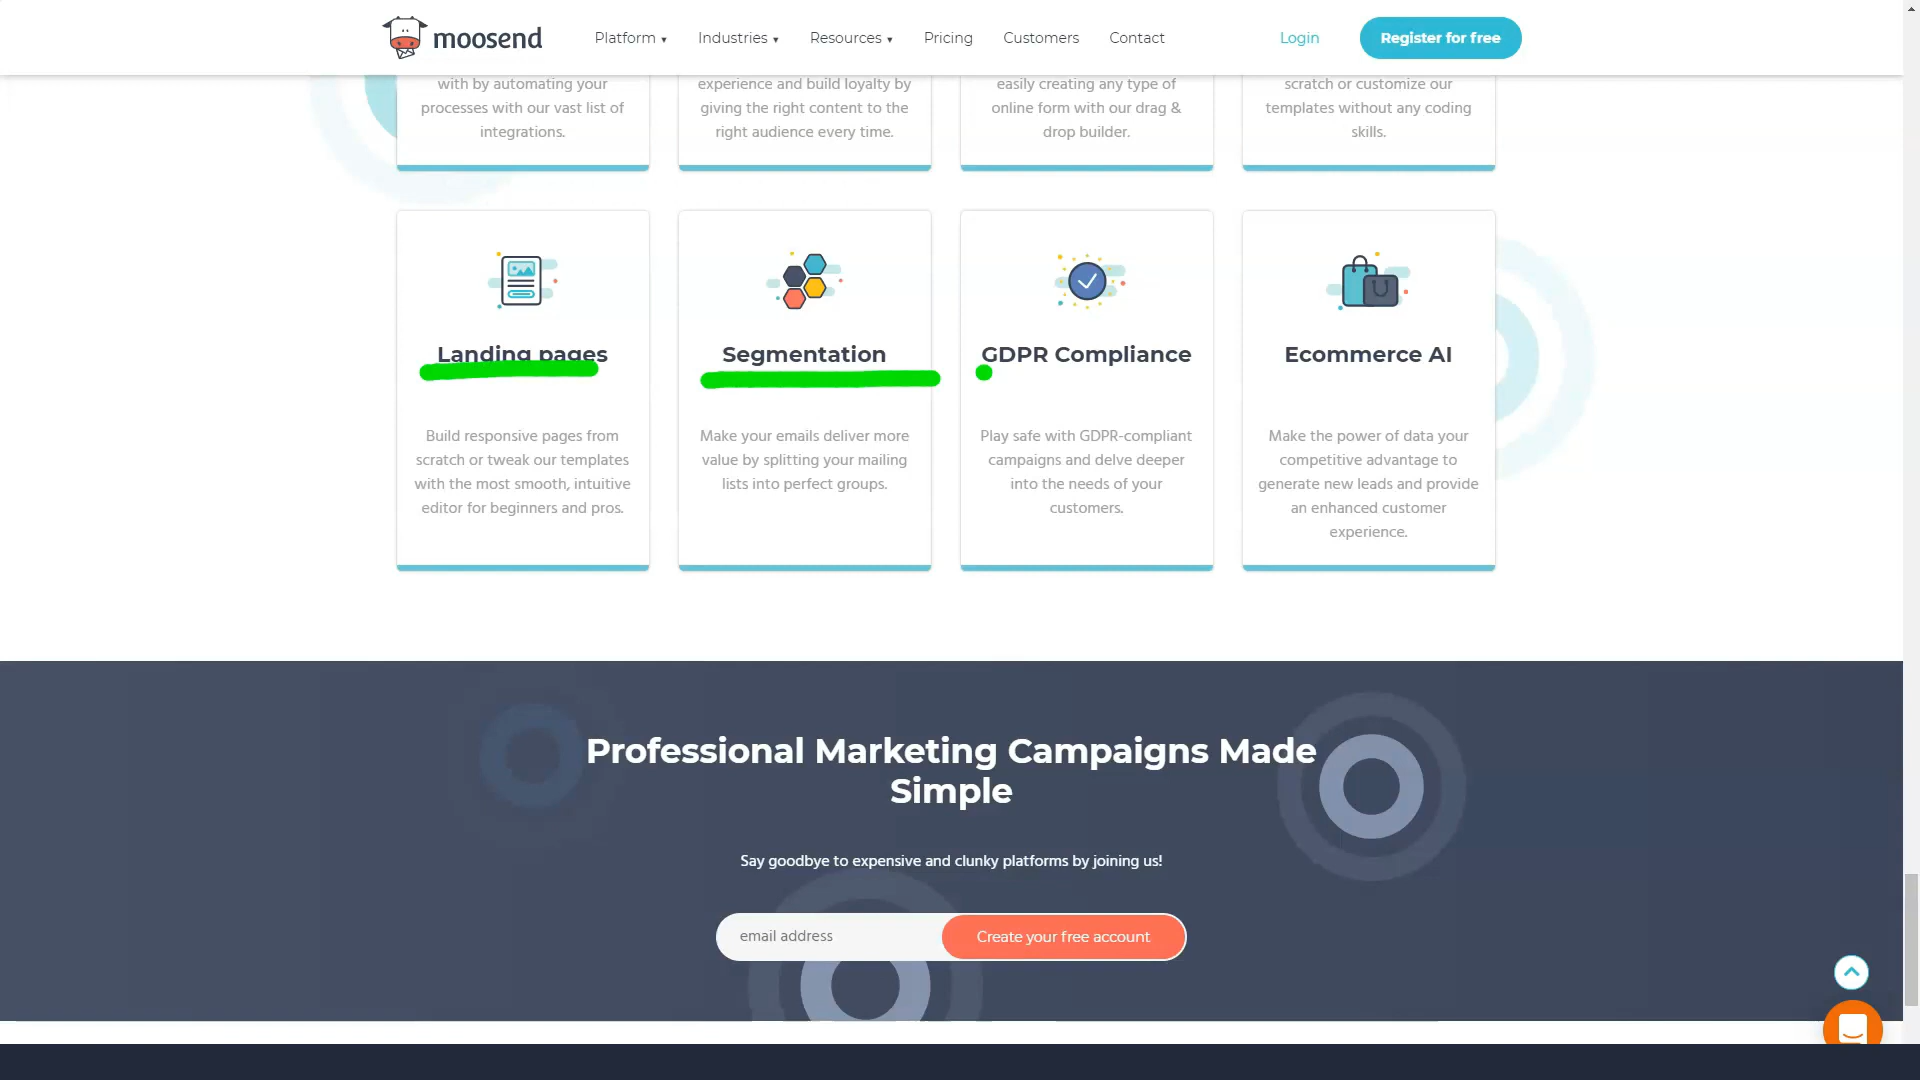 moosend
Platform ▾ Industries ▾ Resources ▾ Pricing Customers Contact Login Register for free
with by automating your
processes with our vast list of
integrations.
experience and build loyalty by
giving the right content to the
right audience every time.
easily creating any type of
online form with our drag &
drop builder.
scratch or customize our
templates without any coding
skills.
Landing pages
Build responsive pages from
scratch or tweak our templates
with the most smooth, intuitive
editor for beginners and pros.
Segmentation
Make your emails deliver more
value by splitting your mailing
lists into perfect groups.
GDPR Compliance
Play safe with GDPR-compliant
campaigns and delve deeper
into the needs of your
customers.
Ecommerce AI
Make the power of data your
competitive advantage to
generate new leads and provide
an enhanced customer
experience.
Professional Marketing Campaigns Made
Simple
Say goodbye to expensive and clunky platforms by joining us!
email address
Create your free account